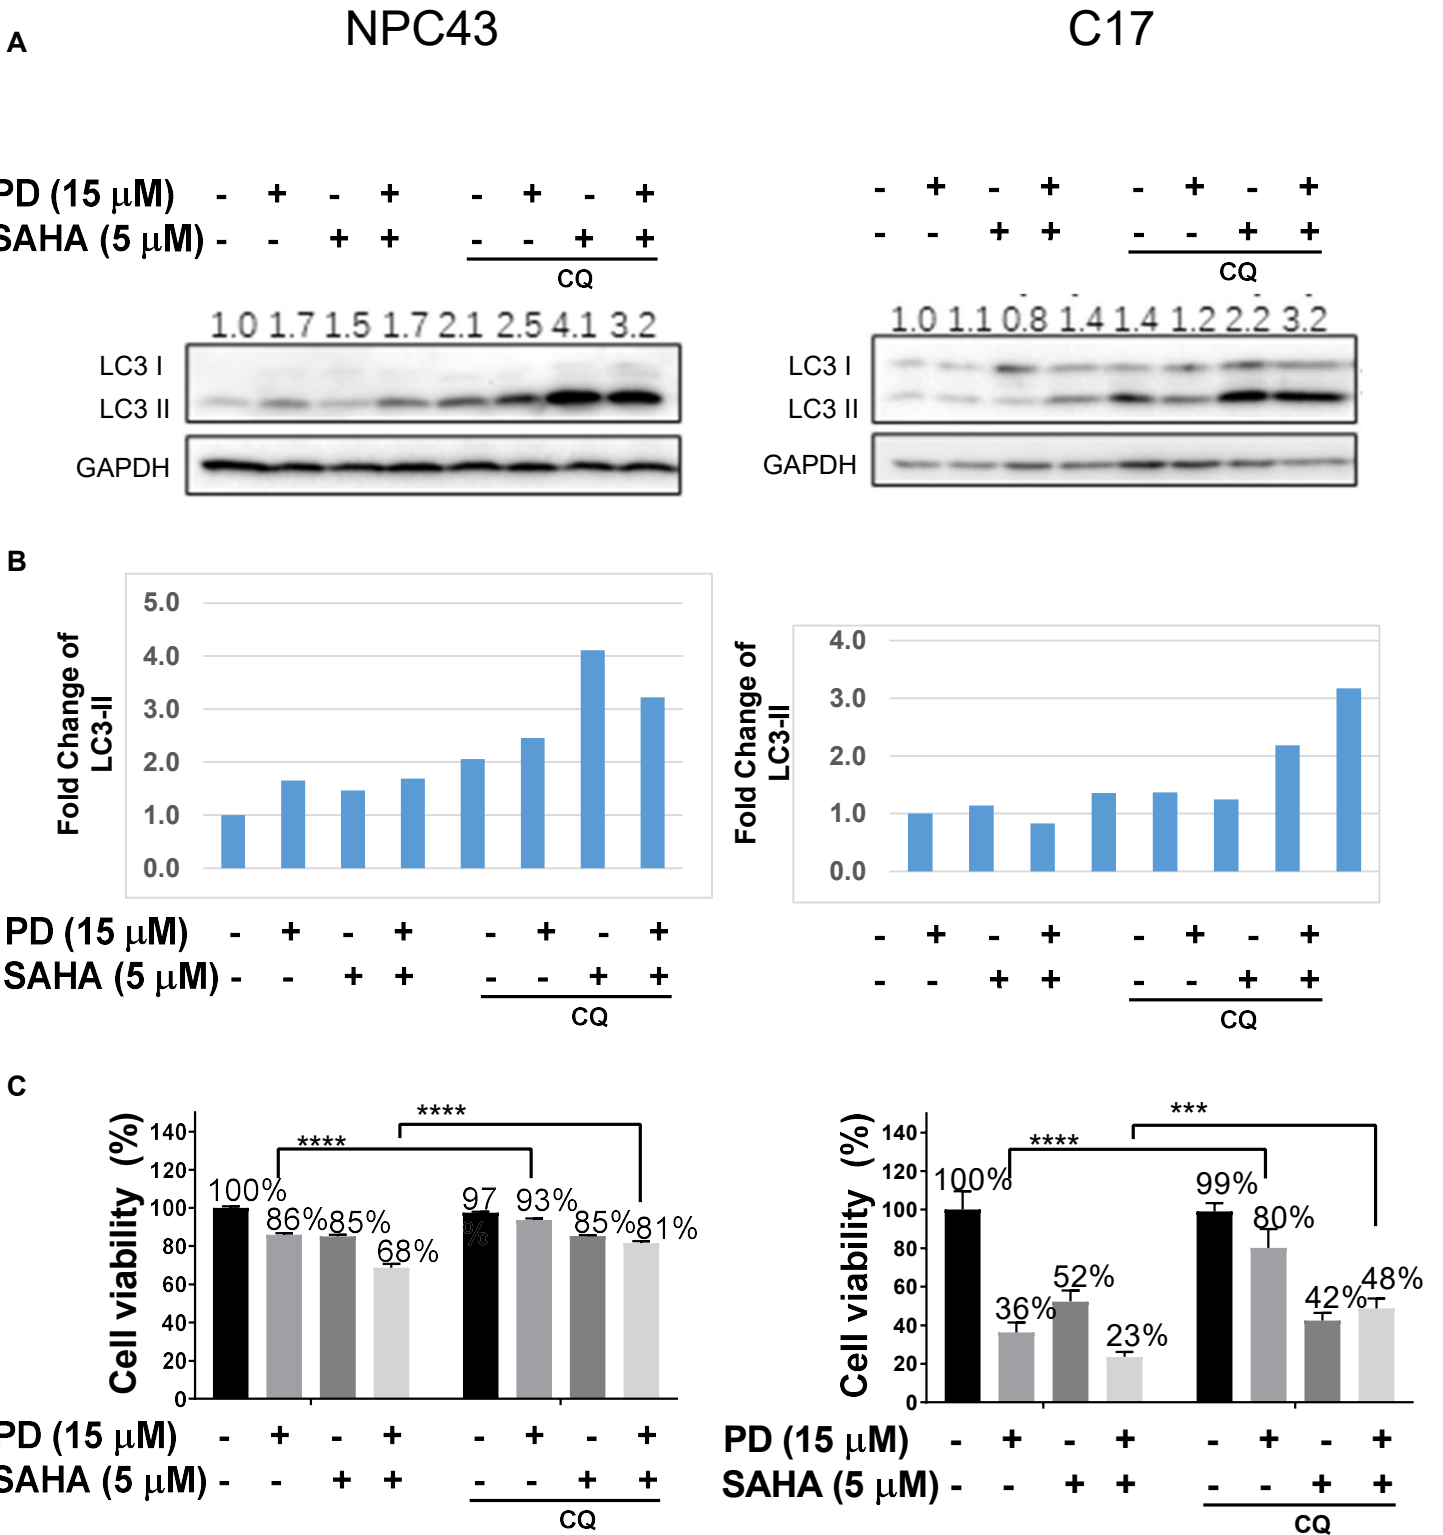 NPC43 C17
A
PD (15 μM) - + - + - + - + - + - + - + - +
SAHA (5 μM) - - + + - - + + - - + + - - + +
CQ CQ
1.0 1.7 1.5 1.7 2.1 2.5 4.1 3.2 1.0 1.1 0.8 1.4 1.4 1.2 2.2 3.2
LC3 I LC3 I
LC3 II LC3 II
GAPDH GAPDH
B
Fold Change of
LC3-II
5.0
4.0
3.0
2.0
1.0
0.0
Fold Change of
LC3-II
4.0
3.0
2.0
1.0
0.0
PD (15 μM) - + - + - + - + - + - + - + - +
SAHA (5 μM) - - + + - - + + - - + + - - + +
CQ CQ
C
Cell viability (%)
140
120
100
80
60
40
20
0
**** ****
100% 86% 85% 68% 97% 93% 85% 81%
Cell viability (%)
140
120
100
80
60
40
20
0
**** ***
100% 36% 52% 23% 99% 80% 42% 48%
PD (15 μM) - + - + - + - + PD (15 μM) - + - + - + - +
SAHA (5 μM) - - + + - - + + SAHA (5 μM) - - + + - - + +
CQ CQ